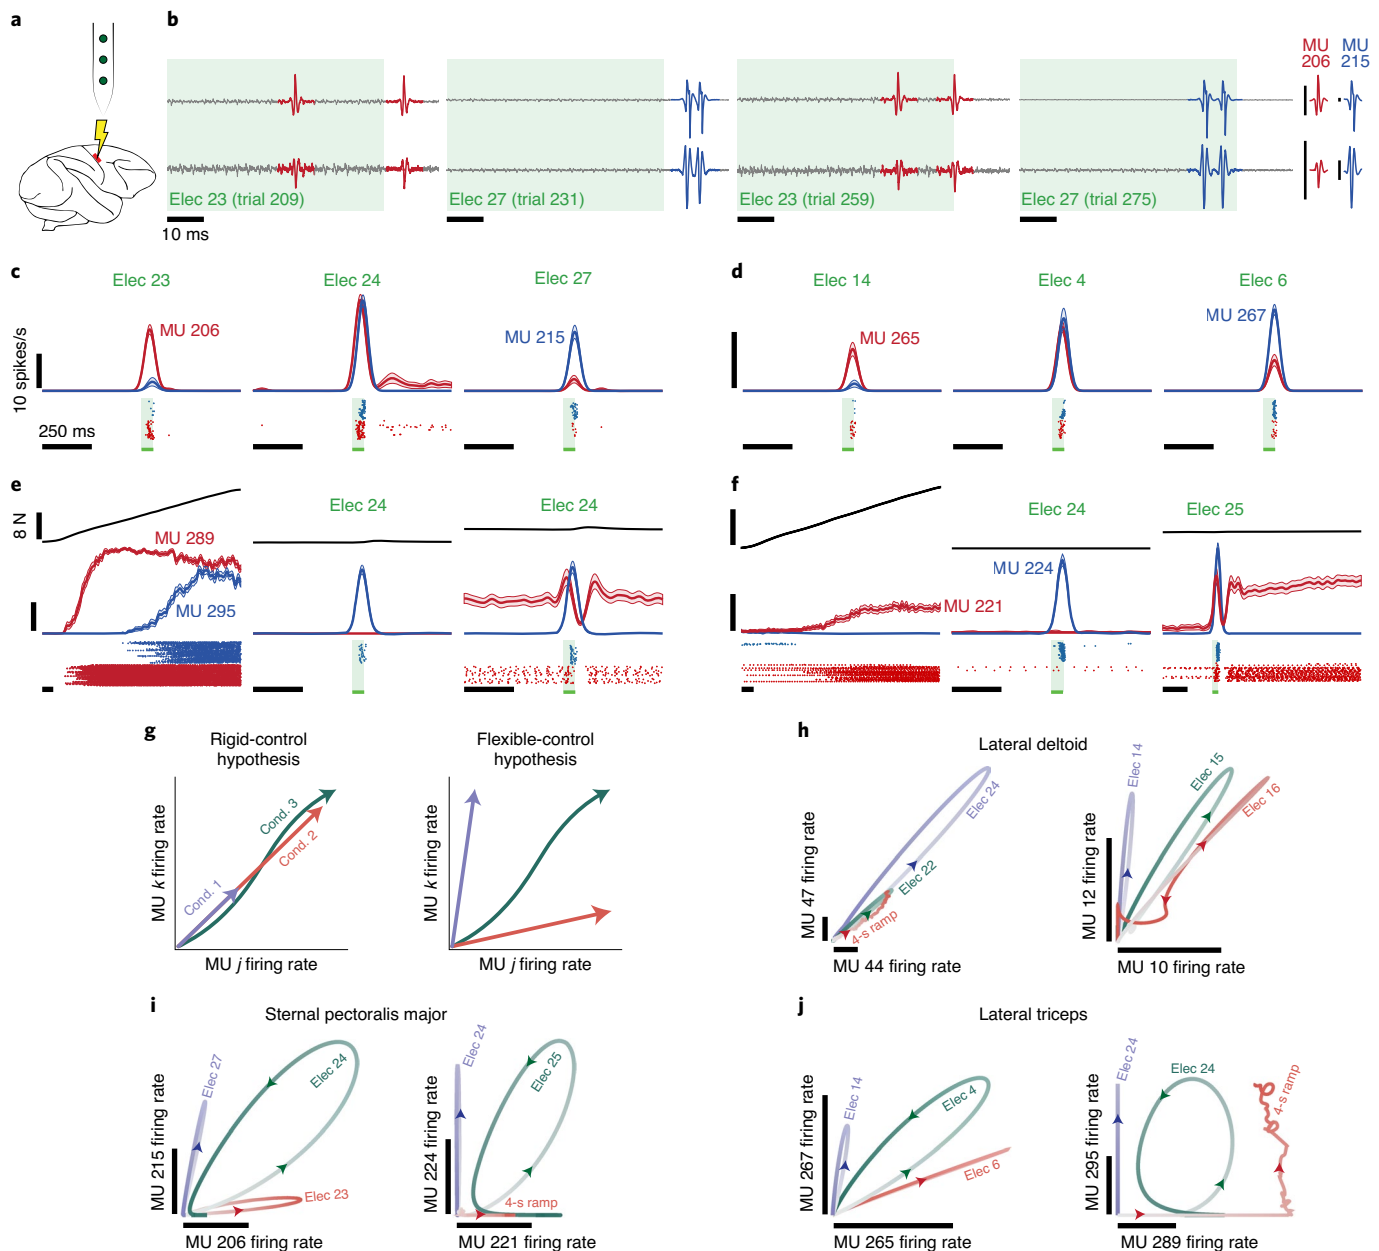 a
b
MU
206
MU
215
Elec 23 (trial 209)
Elec 27 (trial 231)
Elec 23 (trial 259)
Elec 27 (trial 275)
10 ms
c
Elec 23
Elec 24
Elec 27
MU 206
MU 215
10 spikes/s
250 ms
d
Elec 14
Elec 4
Elec 6
MU 265
MU 267
e
8 N
MU 289
MU 295
Elec 24
Elec 24
f
Elec 24
Elec 25
MU 224
MU 221
g
Rigid-control
hypothesis
MU k firing rate
Cond. 1
Cond. 2
Cond. 3
MU j firing rate
Flexible-control
hypothesis
MU k firing rate
MU j firing rate
h
Lateral deltoid
MU 47 firing rate
Elec 24
Elec 22
4-s ramp
MU 44 firing rate
MU 12 firing rate
Elec 14
Elec 15
Elec 16
MU 10 firing rate
i
Sternal pectoralis major
MU 215 firing rate
Elec 27
Elec 24
Elec 23
MU 206 firing rate
MU 224 firing rate
Elec 24
Elec 25
4-s ramp
MU 221 firing rate
j
Lateral triceps
MU 267 firing rate
Elec 14
Elec 4
Elec 6
MU 265 firing rate
MU 295 firing rate
Elec 24
Elec 24
4-s ramp
MU 289 firing rate